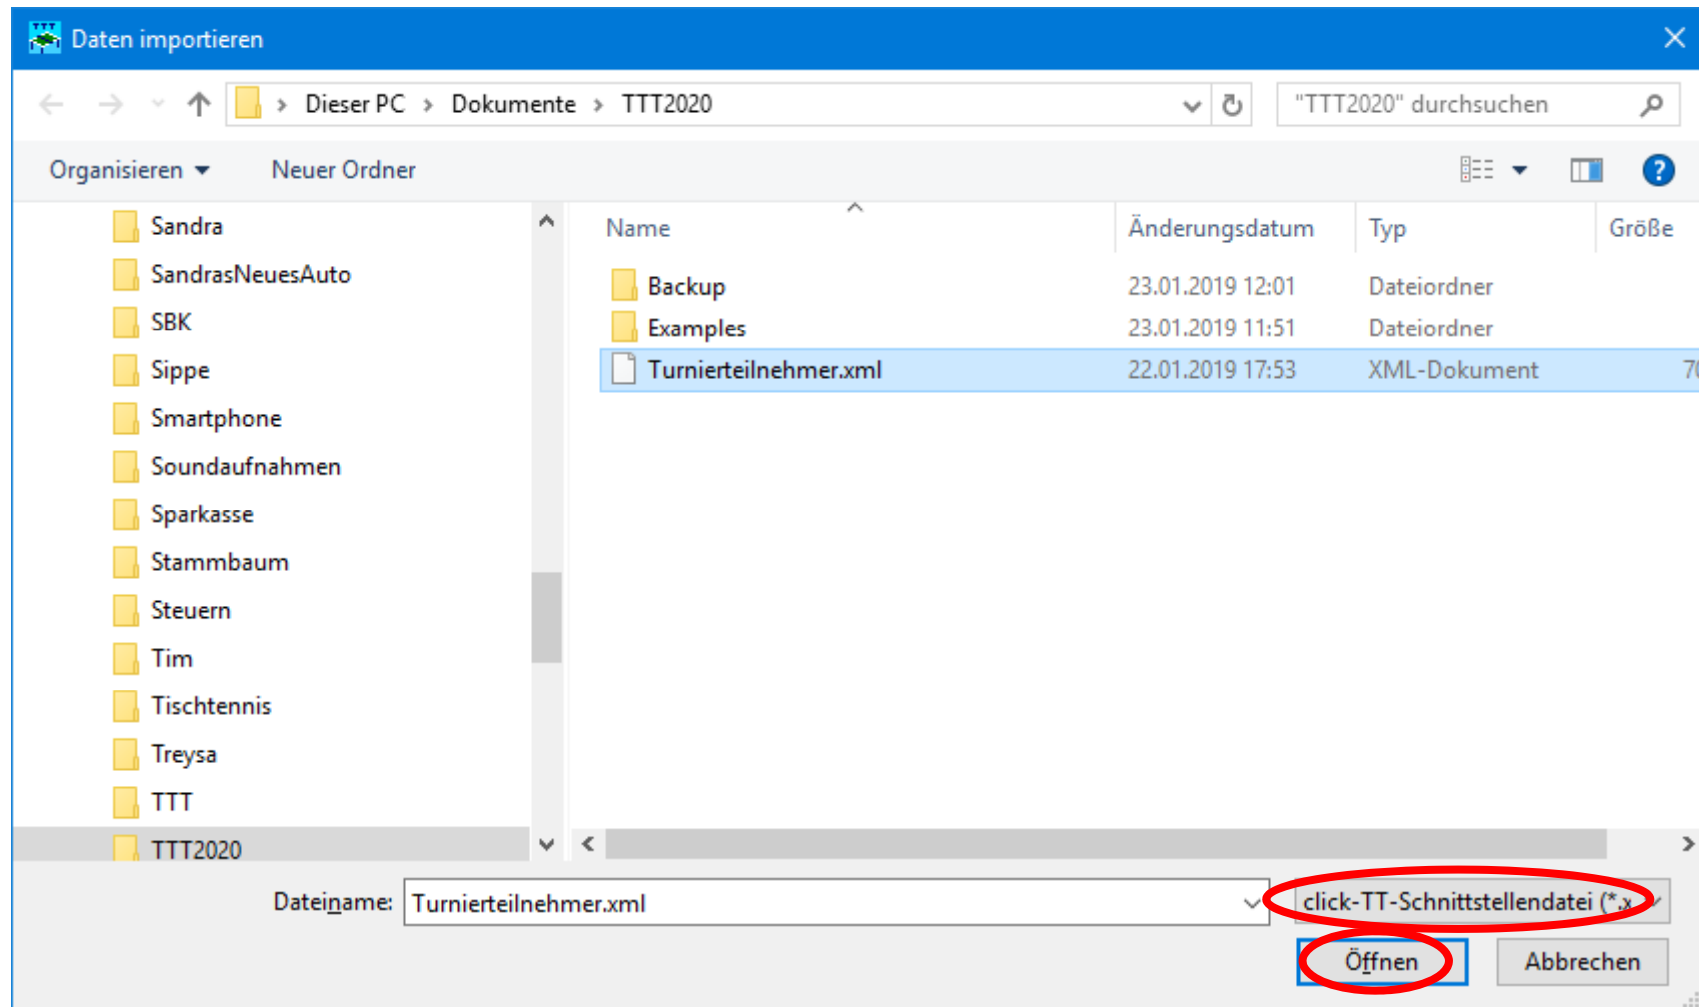 TTT
Daten importieren
Dieser PC > Dokumente > TTT2020
"TTT2020" durchsuchen
Organisieren Neuer Ordner ?
Sandra
SandrasNeuesAuto
SBK
Sippe
Smartphone
Soundaufnahmen
Sparkasse
Stammbaum
Steuern
Tim
Tischtennis
Treysa
TTT
TTT2020
Name Änderungsdatum Typ Größe
Backup 23.01.2019 12:01 Dateiordner
Examples 23.01.2019 11:51 Dateiordner
Turnierteilnehmer.xml 22.01.2019 17:53 XML-Dokument 70
Dateiname: Turnierteilnehmer.xml click-TT-Schnittstellendatei (*.x
Öffnen Abbrechen